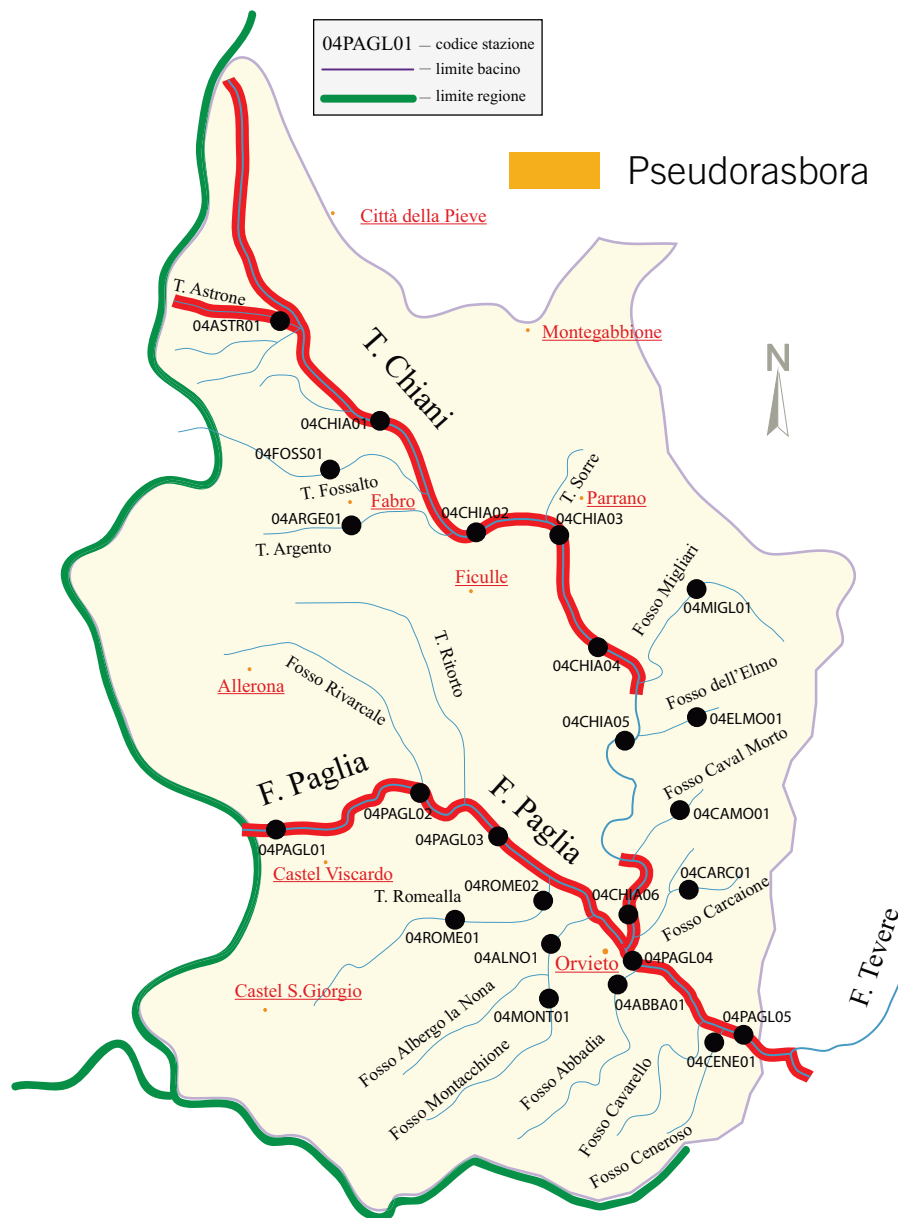 04PAGL01 – codice stazione
– limite bacino
– limite regione
Pseudorasbora
Città della Pieve
T. Astrone
04ASTR01
Montegabbione
N
T. Chiani
04CHIA01
04FOSS01
T. Fossalto
T. Sorre
Fabro
Parrano
04ARGE01
04CHIA02
04CHIA03
T. Argento
Ficulle
Fosso Migliari
04MIGL01
T. Ritorto
04CHIA04
Allerona
Fosso Rivarcale
Fosso dell'Elmo
04CHIA05
04ELMO01
Fosso Caval Morto
F. Paglia
F. Paglia
04PAGL02
04CAMO01
04PAGL01
04PAGL03
Castel Viscardo
04CARC01
T. Romealla
04ROME02
04CHIA06
Fosso Carcaione
04ROME01
04ALNO1
Orvieto
04PAGL04
F. Tevere
Castel S.Giorgio
04MONT01
04ABBA01
04PAGL05
Fosso Albergo la Nona
04CENE01
Fosso Montacchione
Fosso Abbadia
Fosso Cavarello
Fosso Ceneroso